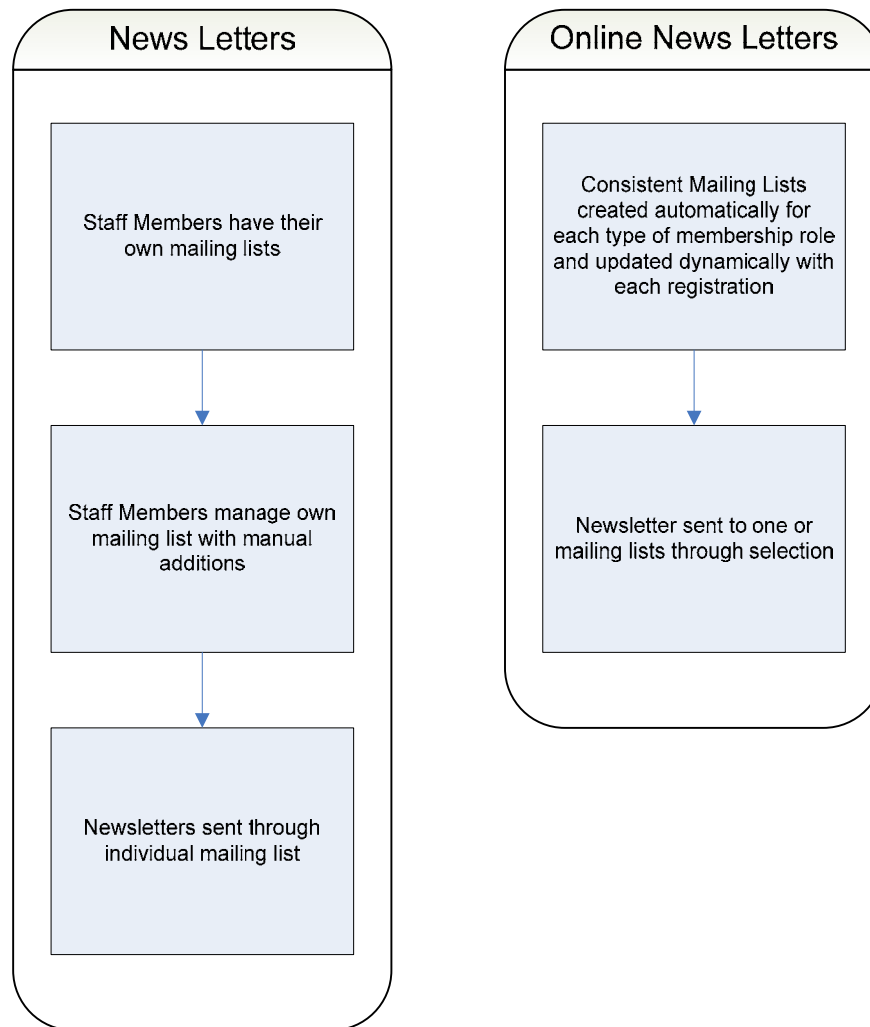 News Letters
Staff Members have their
own mailing lists
Staff Members manage own
mailing list with manual
additions
Newsletters sent through
individual mailing list
Online News Letters
Consistent Mailing Lists
created automatically for
each type of membership role
and updated dynamically with
each registration
Newsletter sent to one or
mailing lists through selection